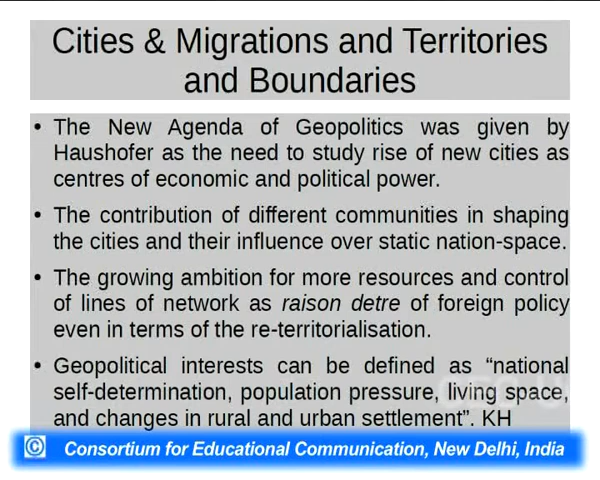 Cities & Migrations and Territories
and Boundaries
• The New Agenda of Geopolitics was given by
Haushofer as the need to study rise of new cities as
centres of economic and political power.
• The contribution of different communities in shaping
the cities and their influence over static nation-space.
• The growing ambition for more resources and control
of lines of network as raison detre of foreign policy
even in terms of the re-territorialisation.
• Geopolitical interests can be defined as “national
self-determination, population pressure, living space,
and changes in rural and urban settlement”. KH
© Consortium for Educational Communication, New Delhi, India